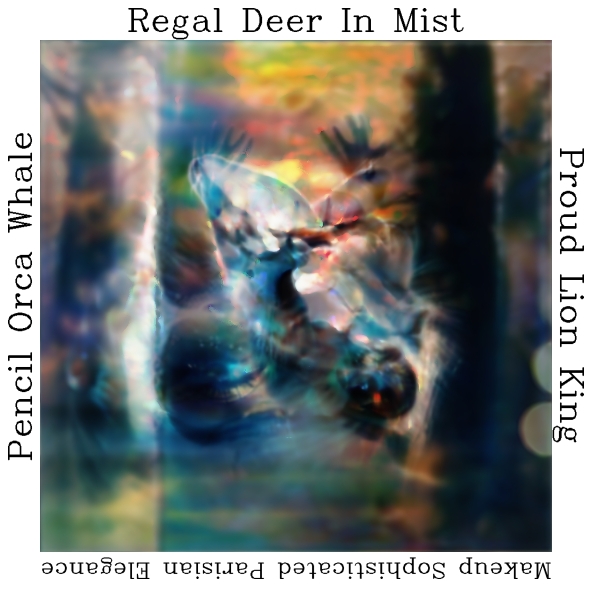 Regal Deer In Mist
Pencil Orca Whale
Proud Lion King
Makeup Sophisticated Parisian Elegance